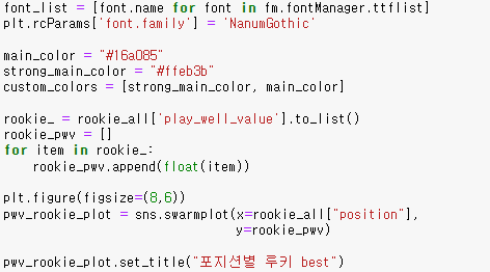 font_list = [font.name for font in fm.fontManager.ttflist]
plt.rcParams['font.family'] = 'NanumGothic'
main_color = "#16a085"
strong_main_color = "#ffeb3b"
custom_colors = [strong_main_color, main_color]
rookie_ = rookie_all['play_well_value'].to_list()
rookie_pwv = []
for item in rookie_:
    rookie_pwv.append(float(item))
plt.figure(figsize=(8,6))
pwv_rookie_plot = sns.swarmplot(x=rookie_all["position"],
                                y=rookie_pwv)
pwv_rookie_plot.set_title("포지션별 루키 best")